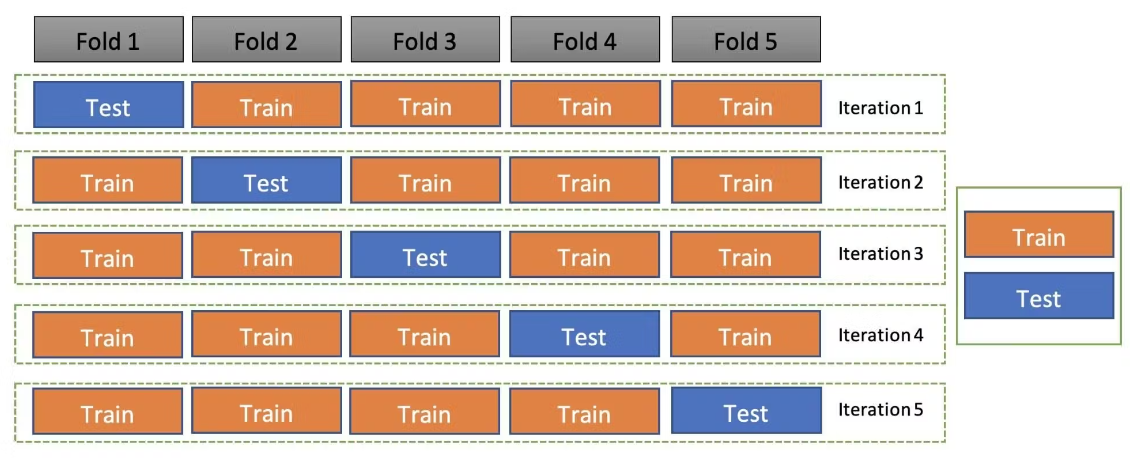 Fold 1 Fold 2 Fold 3 Fold 4 Fold 5
Test Train Train Train Train Iteration 1
Train Test Train Train Train Iteration 2
Train Train Test Train Train Iteration 3
Train Train Train Test Train Iteration 4
Train Train Train Train Test Iteration 5
Train
Test